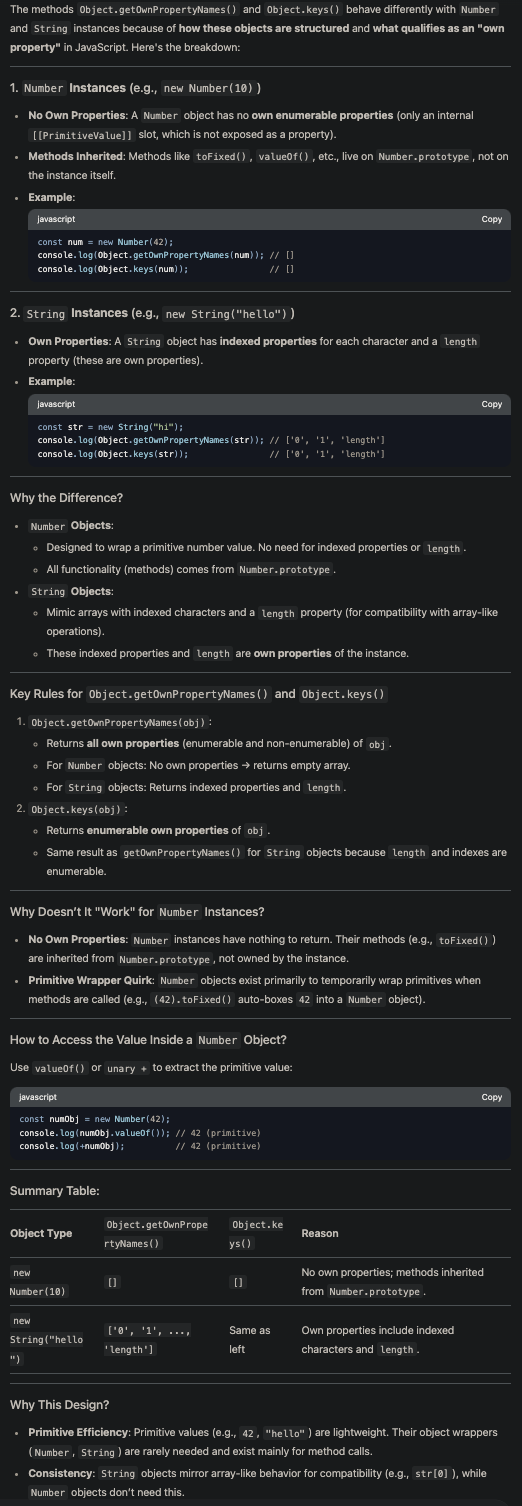 The methods Object.getOwnPropertyNames() and Object.keys() behave differently with Number
and String instances because of how these objects are structured and what qualifies as an "own
property" in JavaScript. Here's the breakdown:
1. Number Instances (e.g., new Number(10) )
• No Own Properties: A Number object has no own enumerable properties (only an internal
[[PrimitiveValue]] slot, which is not exposed as a property).
• Methods Inherited: Methods like toFixed() , valueOf() , etc., live on Number.prototype , not on
the instance itself.
• Example:
javascript Copy
const num = new Number(42);
console.log(Object.getOwnPropertyNames(num)); // []
console.log(Object.keys(num)); // []
2. String Instances (e.g., new String("hello") )
• Own Properties: A String object has indexed properties for each character and a length
property (these are own properties).
• Example:
javascript Copy
const str = new String("hi");
console.log(Object.getOwnPropertyNames(str)); // ['0', '1', 'length']
console.log(Object.keys(str)); // ['0', '1', 'length']
Why the Difference?
• Number Objects:
◦ Designed to wrap a primitive number value. No need for indexed properties or length .
◦ All functionality (methods) comes from Number.prototype .
• String Objects:
◦ Mimic arrays with indexed characters and a length property (for compatibility with array-like
operations).
◦ These indexed properties and length are own properties of the instance.
Key Rules for Object.getOwnPropertyNames() and Object.keys()
1. Object.getOwnPropertyNames(obj) :
◦ Returns all own properties (enumerable and non-enumerable) of obj .
◦ For Number objects: No own properties → returns empty array.
◦ For String objects: Returns indexed properties and length .
2. Object.keys(obj) :
◦ Returns enumerable own properties of obj .
◦ Same result as getOwnPropertyNames() for String objects because length and indexes are
enumerable.
Why Doesn't It "Work" for Number Instances?
• No Own Properties: Number instances have nothing to return. Their methods (e.g., toFixed() )
are inherited from Number.prototype , not owned by the instance.
• Primitive Wrapper Quirk: Number objects exist primarily to temporarily wrap primitives when
methods are called (e.g., (42).toFixed() auto-boxes 42 into a Number object).
How to Access the Value Inside a Number Object?
Use valueOf() or unary + to extract the primitive value:
javascript Copy
const numObj = new Number(42);
console.log(numObj.valueOf()); // 42 (primitive)
console.log(+numObj); // 42 (primitive)
Summary Table:
Object Type Object.getOwnPrope Object.ke Reason
rtyNames() ys()
new No own properties; methods inherited
Number(10) [] [] from Number.prototype .
new
String("hello ['0', '1', ..., Same as Own properties include indexed
") 'length'] left characters and length .
Why This Design?
• Primitive Efficiency: Primitive values (e.g., 42 , "hello" ) are lightweight. Their object wrappers
( Number , String ) are rarely needed and exist mainly for method calls.
• Consistency: String objects mirror array-like behavior for compatibility (e.g., str[0] ), while
Number objects don't need this.